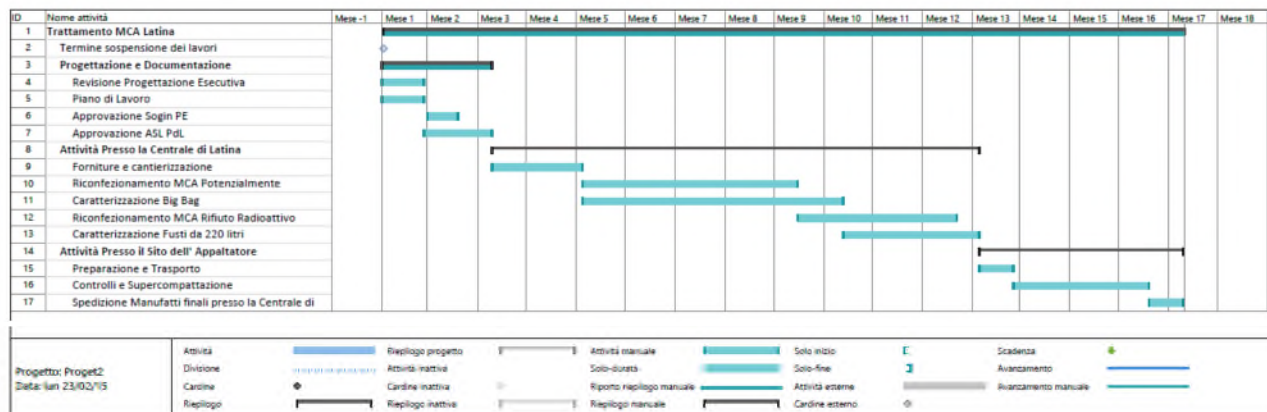 ID Nome attività Mese -1 Mese 1 Mese 2 Mese 3 Mese 4 Mese 5 Mese 6 Mese 7 Mese 8 Mese 9 Mese 10 Mese 11 Mese 12 Mese 13 Mese 14 Mese 15 Mese 16 Mese 17 Mese 18
1 Trattamento MCA Latina
2 Termine sospensione dei lavori
3 Progettazione e Documentazione
4 Revisione Progettazione Esecutiva
5 Piano di Lavoro
6 Approvazione Sogin PE
7 Approvazione ASL PdL
8 Attività Presso la Centrale di Latina
9 Forniture e cantierizzazione
10 Riconfezionamento MCA Potenzialmente
11 Caratterizzazione Big Bag
12 Riconfezionamento MCA Rifiuto Radioattivo
13 Caratterizzazione Fusti da 220 litri
14 Attività Presso il Sito dell' Appaltatore
15 Preparazione e Trasporto
16 Controlli e Supercompattazione
17 Spedizione Manufatti finali presso la Centrale di
Progetto: Proget2
Data: lun 23/02/15
Attività Riepilogo progetto Attività manuale Solo inizio Scadenza
Divisione Attività inattiva Solo-durata Solo-fine Avanzamento
Cardine Cardine inattiva Riporto riepilogo manuale Attività esterne Avanzamento manuale
Riepilogo Riepilogo inattiva Riepilogo manuale Cardine esterno